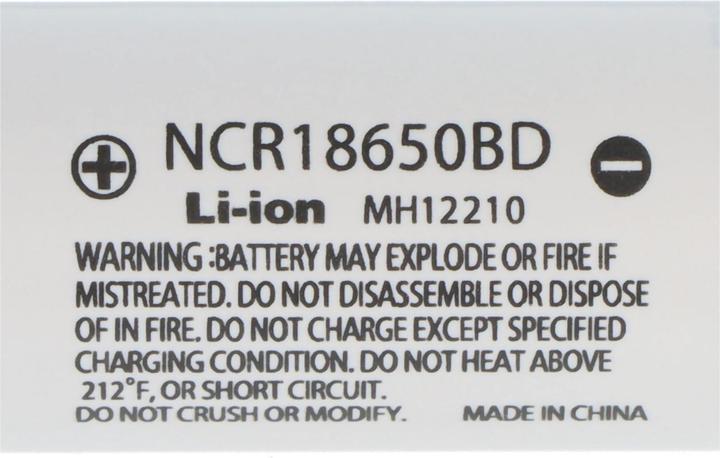 NCR18650BD
Li-ion MH12210
WARNING :BATTERY MAY EXPLODE OR FIRE IF
MISTREATED. DO NOT DISASSEMBLE OR DISPOSE
OF IN FIRE. DO NOT CHARGE EXCEPT SPECIFIED
CHARGING CONDITION. DO NOT HEAT ABOVE
212°F, OR SHORT CIRCUIT.
DO NOT CRUSH OR MODIFY. MADE IN CHINA